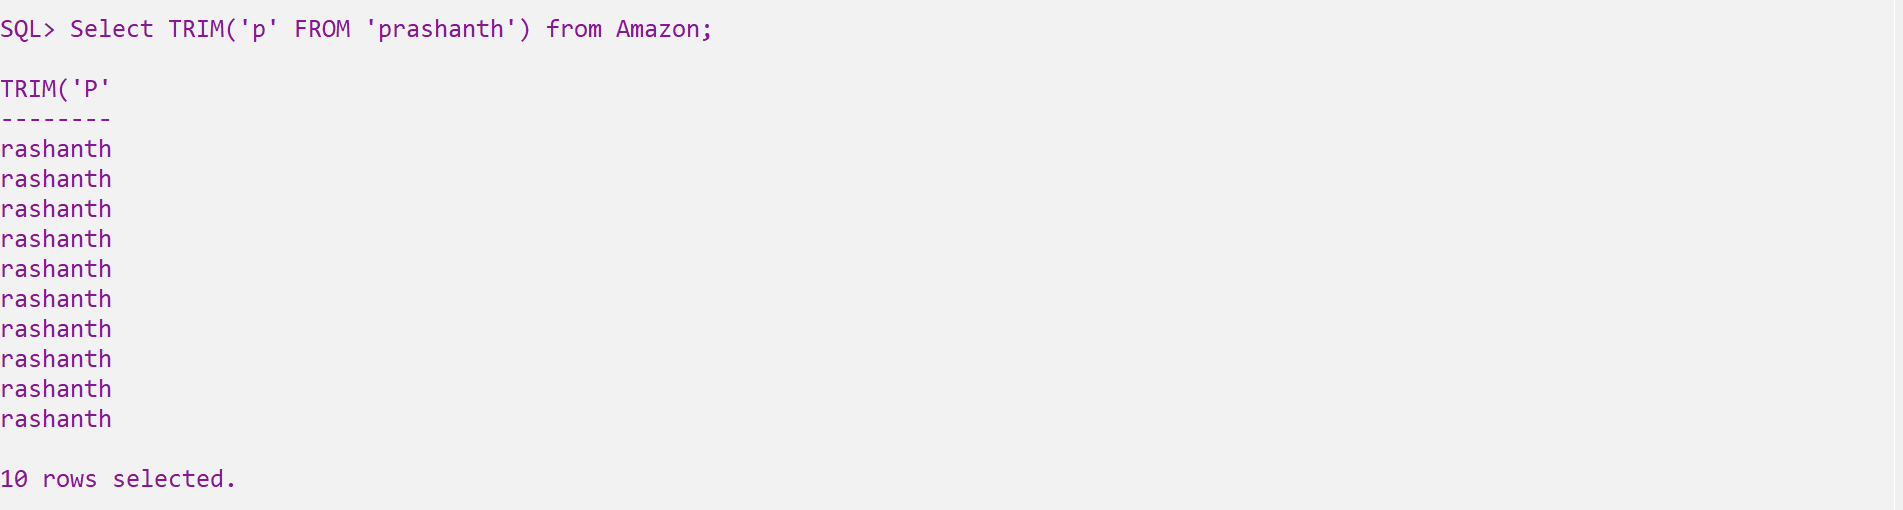 SQL> Select TRIM('p' FROM 'prashanth') from Amazon;
TRIM('P'
--------
rashanth
rashanth
rashanth
rashanth
rashanth
rashanth
rashanth
rashanth
rashanth
rashanth
10 rows selected.